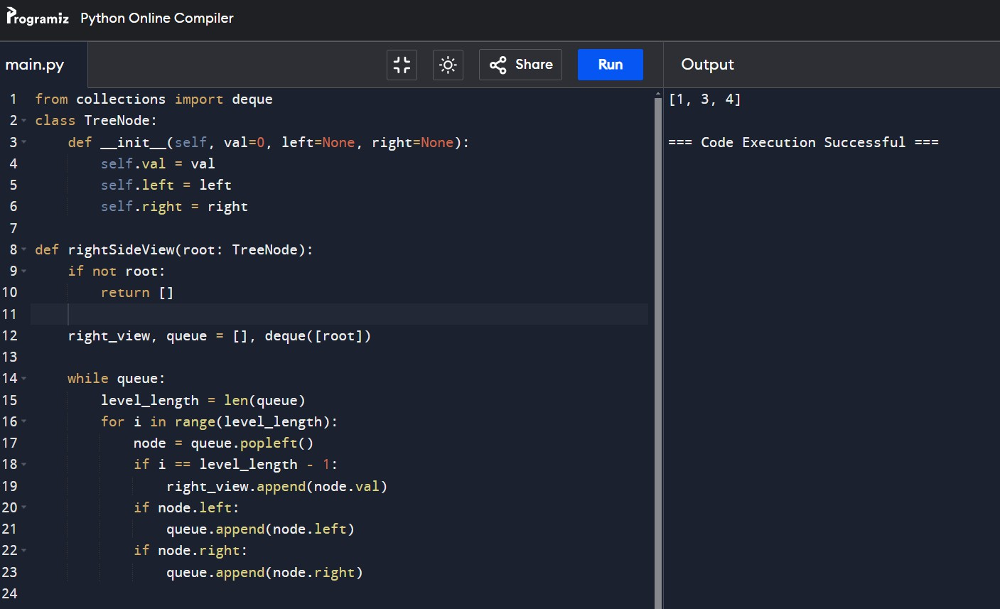 Programiz Python Online Compiler
main.py Share Run Output
1 from collections import deque
2 class TreeNode:
3     def __init__(self, val=0, left=None, right=None):
4         self.val = val
5         self.left = left
6         self.right = right
7
8 def rightSideView(root: TreeNode):
9     if not root:
10         return []
11
12     right_view, queue = [], deque([root])
13
14     while queue:
15         level_length = len(queue)
16         for i in range(level_length):
17             node = queue.popleft()
18             if i == level_length - 1:
19                 right_view.append(node.val)
20             if node.left:
21                 queue.append(node.left)
22             if node.right:
23                 queue.append(node.right)
24
[1, 3, 4]
=== Code Execution Successful ===